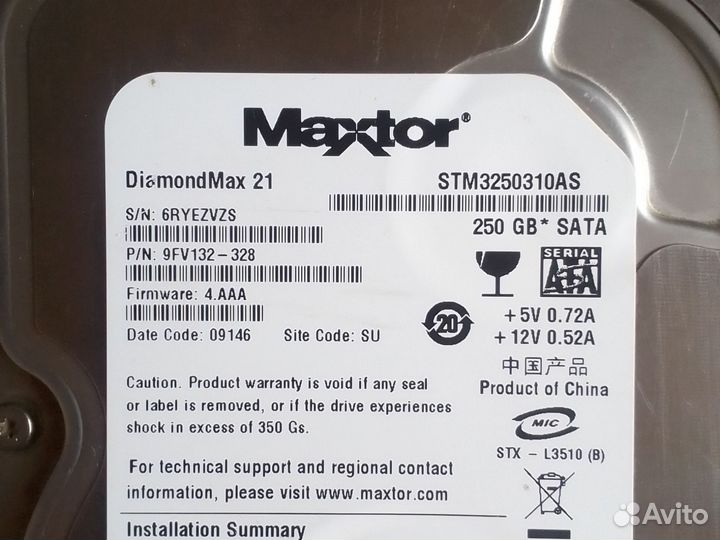 Maxtor®
DiamondMax 21
STM3250310AS
S/N: 6RYEZVZS
250 GB* SATA
P/N: 9FV132-328
SERIAL
ATA
Firmware: 4.AAA
20
+5V 0.72A
+12V 0.52A
Date Code: 09146 Site Code: SU
中国产品
Product of China
Caution. Product warranty is void if any seal
or label is removed, or if the drive experiences
shock in excess of 350 Gs.
MIC
STX - L3510 (B)
For technical support and regional contact
information, please visit www.maxtor.com
Installation Summary
Avito